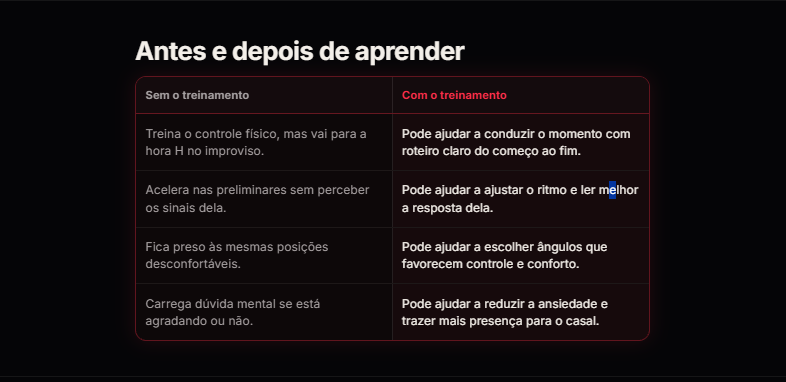 Antes e depois de aprender
Sem o treinamento
Com o treinamento
Treina o controle físico, mas vai para a
hora H no improviso.
Pode ajudar a conduzir o momento com
roteiro claro do começo ao fim.
Acelera nas preliminares sem perceber
os sinais dela.
Pode ajudar a ajustar o ritmo e ler melhor
a resposta dela.
Fica preso às mesmas posições
desconfortáveis.
Pode ajudar a escolher ângulos que
favorecem controle e conforto.
Carrega dúvida mental se está
agradando ou não.
Pode ajudar a reduzir a ansiedade e
trazer mais presença para o casal.